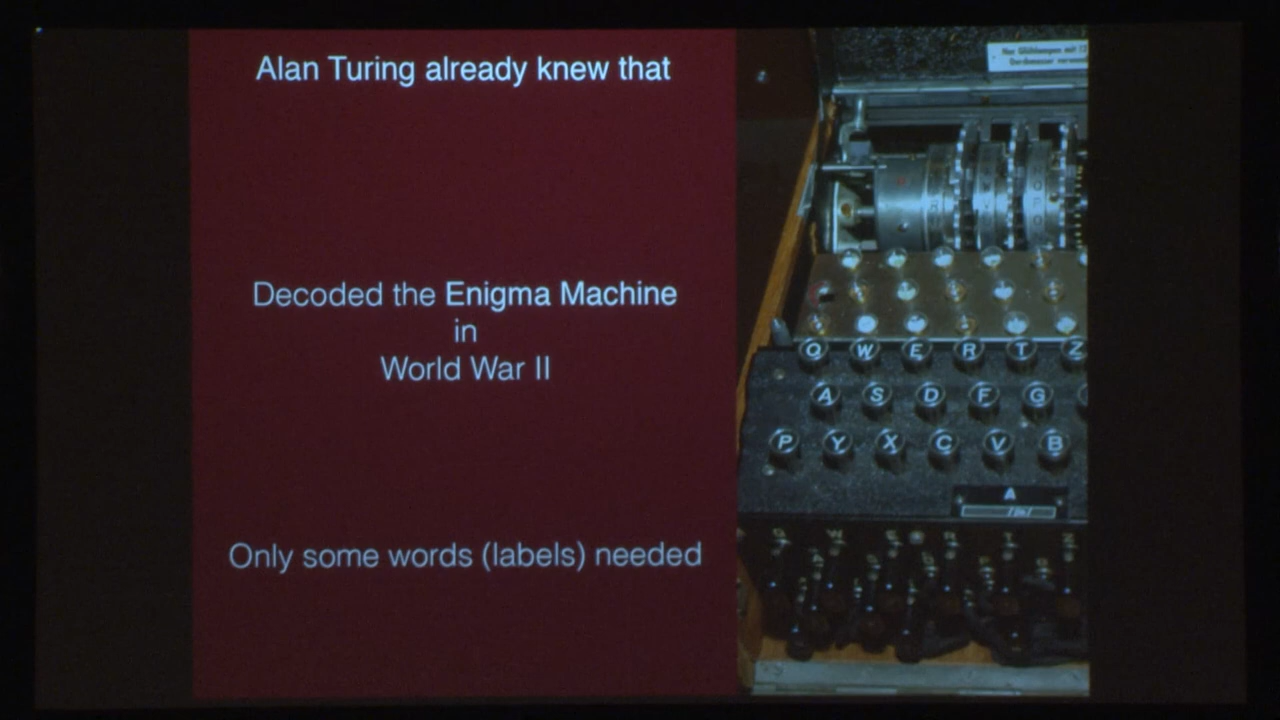 Alan Turing already knew that
Decoded the Enigma Machine
in
World War II
Only some words (labels) needed
Q W E R T Z
A S D F G
P Y X C V B
A